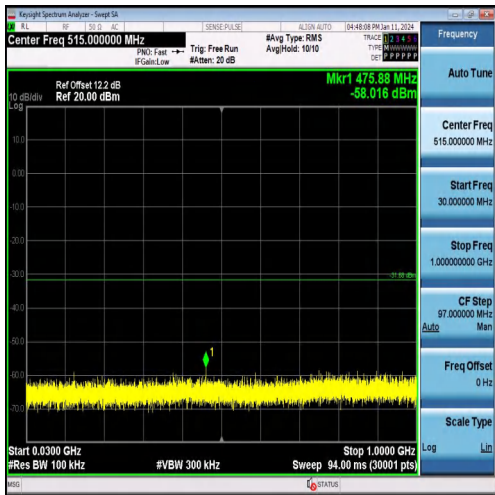 Keysight Spectrum Analyzer - Swept SA
RL RF 50 Ω AC SENSE:PULSE ALIGN AUTO 04:48:08 PM Jan 11, 2024
Center Freq 515.000000 MHz
PNO: Fast
IFGain:Low
Trig: Free Run
#Atten: 20 dB
#Avg Type: RMS
Avg|Hold: 10/10
TRACE 1 2 3 4 5 6
TYPE M WWWWW
DET P P P P P P
Frequency
Auto Tune
Center Freq
515.000000 MHz
Start Freq
30.000000 MHz
Stop Freq
1.000000000 GHz
CF Step
97.000000 MHz
Auto Man
Freq Offset
0 Hz
Scale Type
Log Lin
Mkr1 475.88 MHz
-58.016 dBm
Ref Offset 12.2 dB
10 dB/div Ref 20.00 dBm
Log
10.0
0.00
-10.0
-20.0
-30.0
-40.0
-50.0
-60.0
-70.0
1
Start 0.0300 GHz Stop 1.0000 GHz
#Res BW 100 kHz #VBW 300 kHz Sweep 94.00 ms (30001 pts)
MSG STATUS